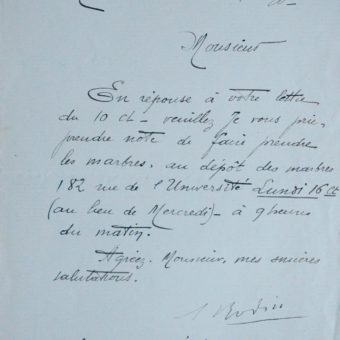 Monsieur
En réponse à votre lettre
du 10 ct - veuillez je vous prie,
prendre note de faire prendre
les marbres. au dépôt des marbres
182 rue de l'Université Lundi 16 ct
(au lieu de Mercredi) - à 9 heures
du matin.
Agréez. Monsieur, mes sincères
salutations.
A Rodin